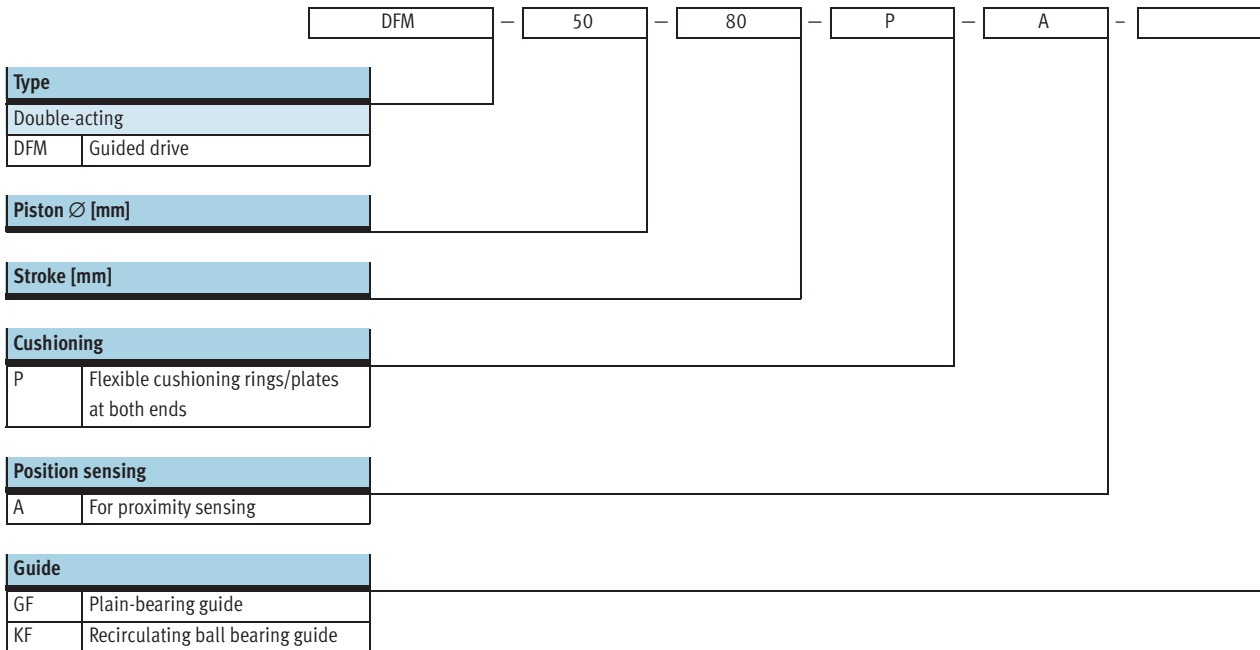 DFM — 50 — 80 — P — A –
Type
Double-acting
DFM Guided drive
Piston ∅ [mm]
Stroke [mm]
Cushioning
P Flexible cushioning rings/plates
at both ends
Position sensing
A For proximity sensing
Guide
GF Plain-bearing guide
KF Recirculating ball bearing guide